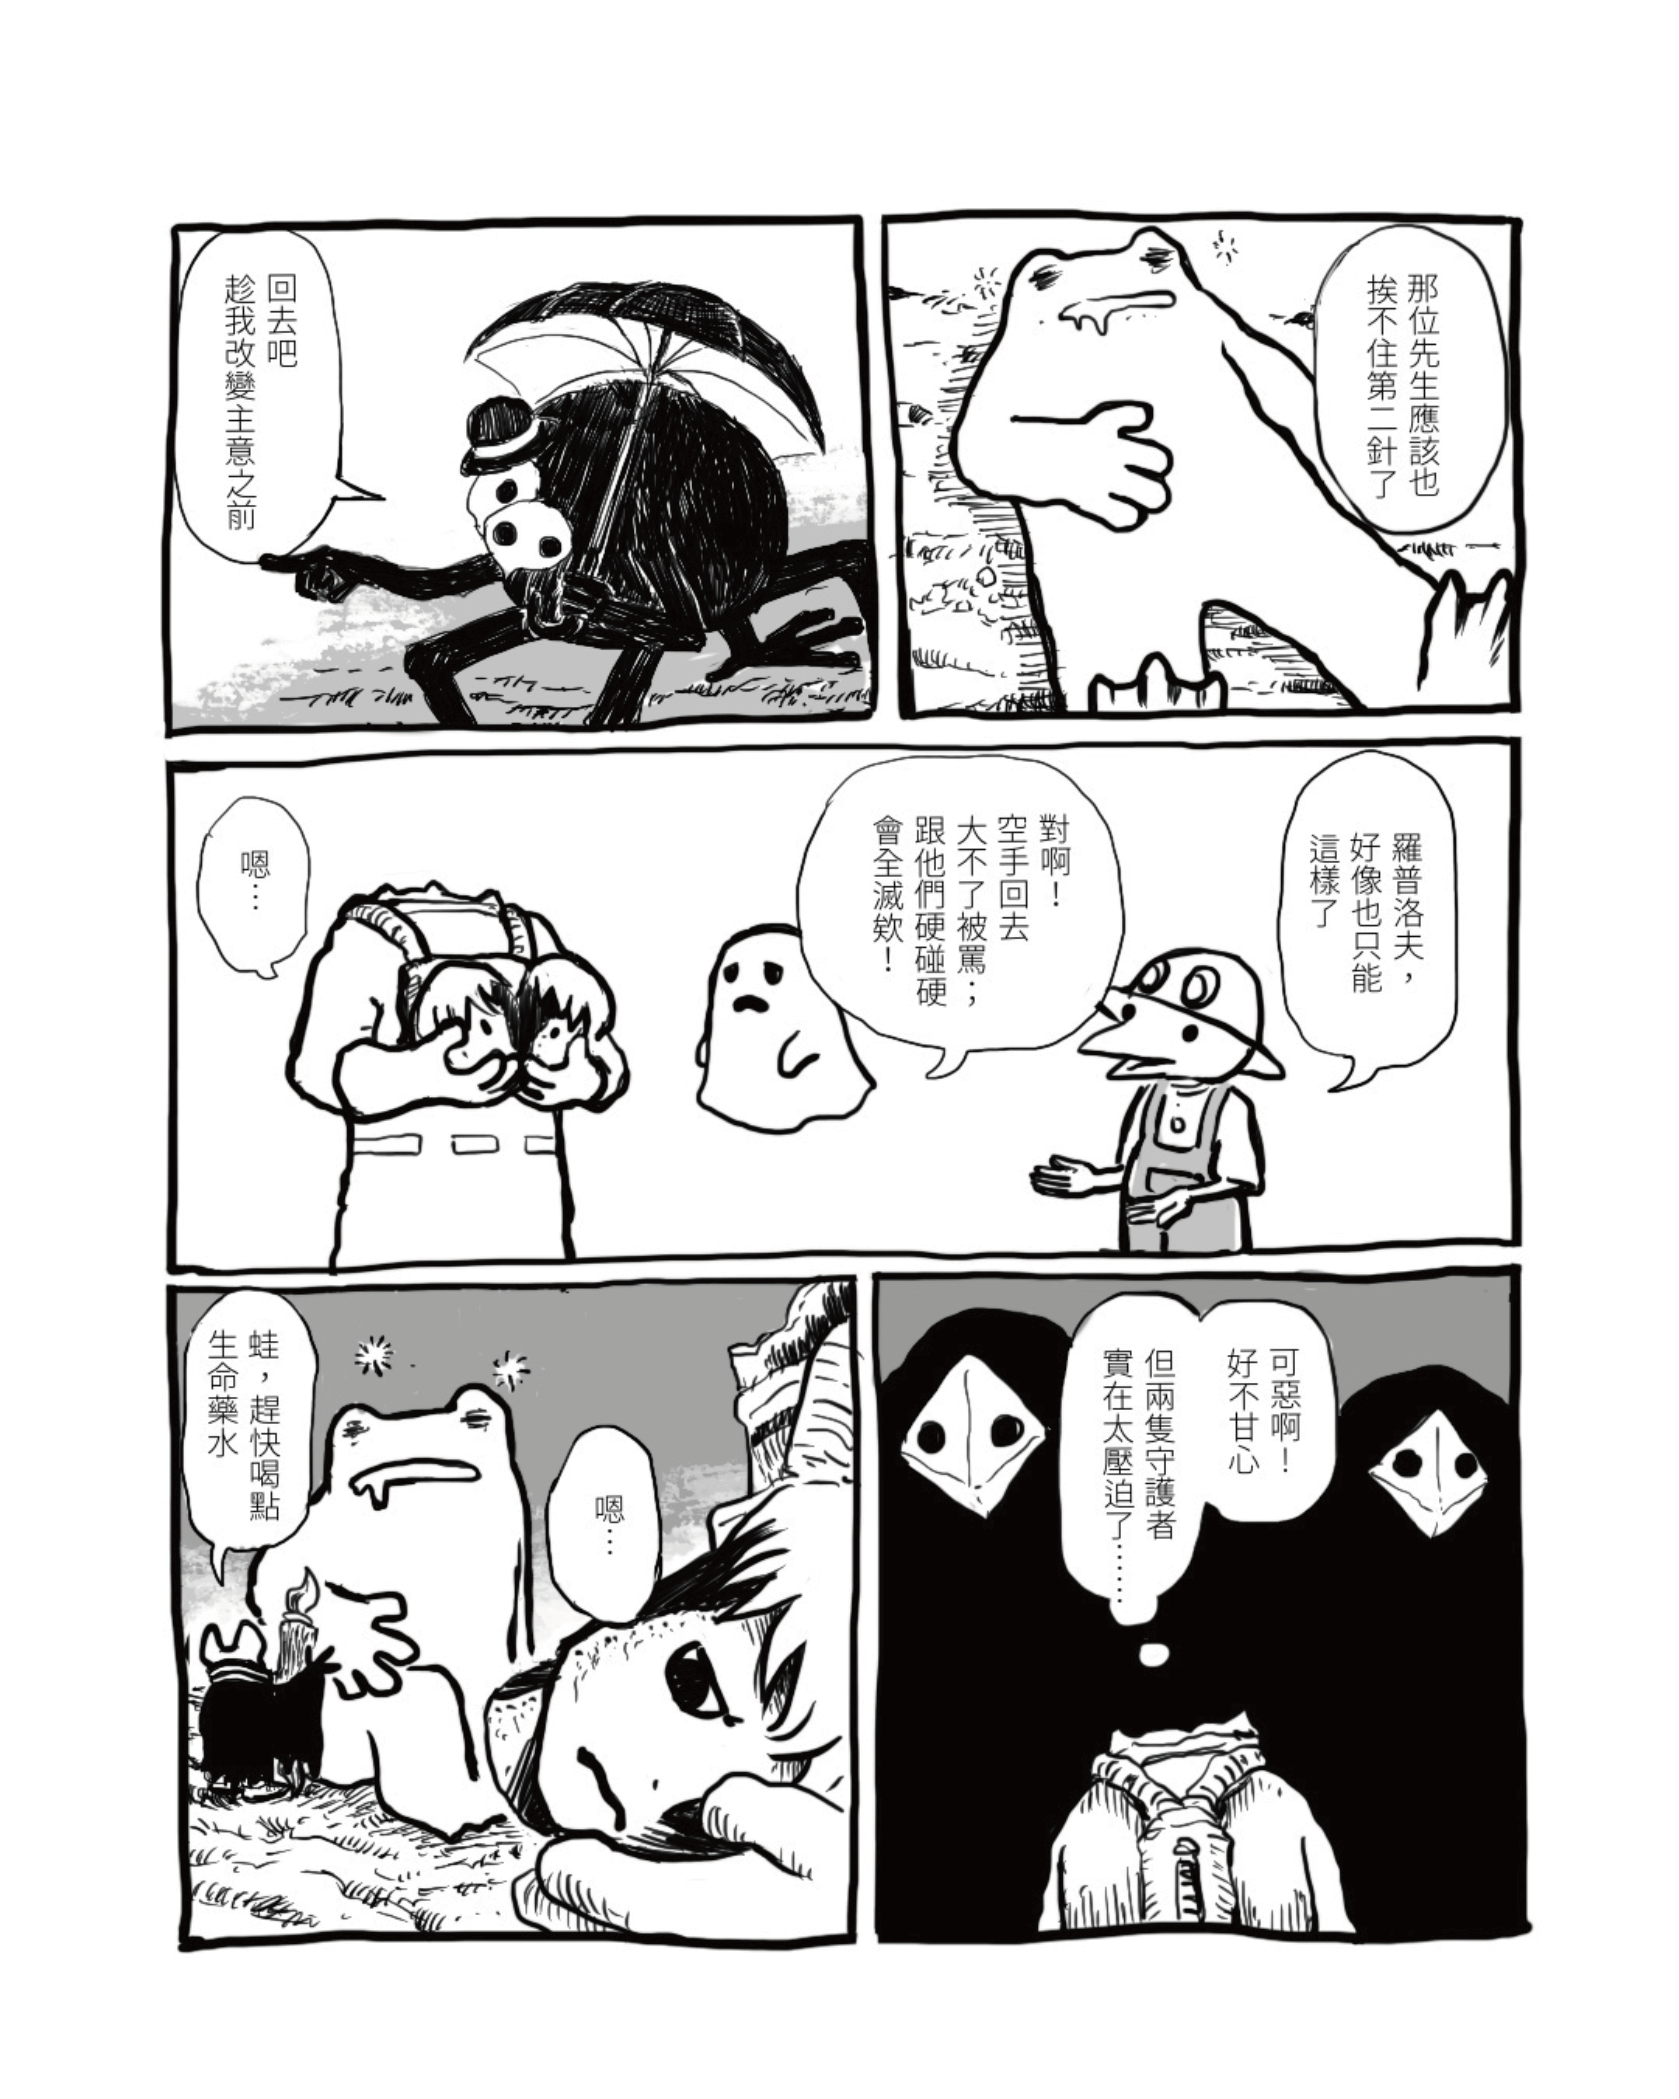 那位先生應該也
挨不住第二針了
回去吧
趁我改變主意之前
羅普洛夫，
好像也只能
這樣了
對啊！
空手回去
大不了被罵；
跟他們硬碰硬
會全滅欸！
嗯…
可惡啊！
好不甘心
但兩隻守護者
實在太壓迫了……
嗯…
蛙，趕快喝點
生命藥水